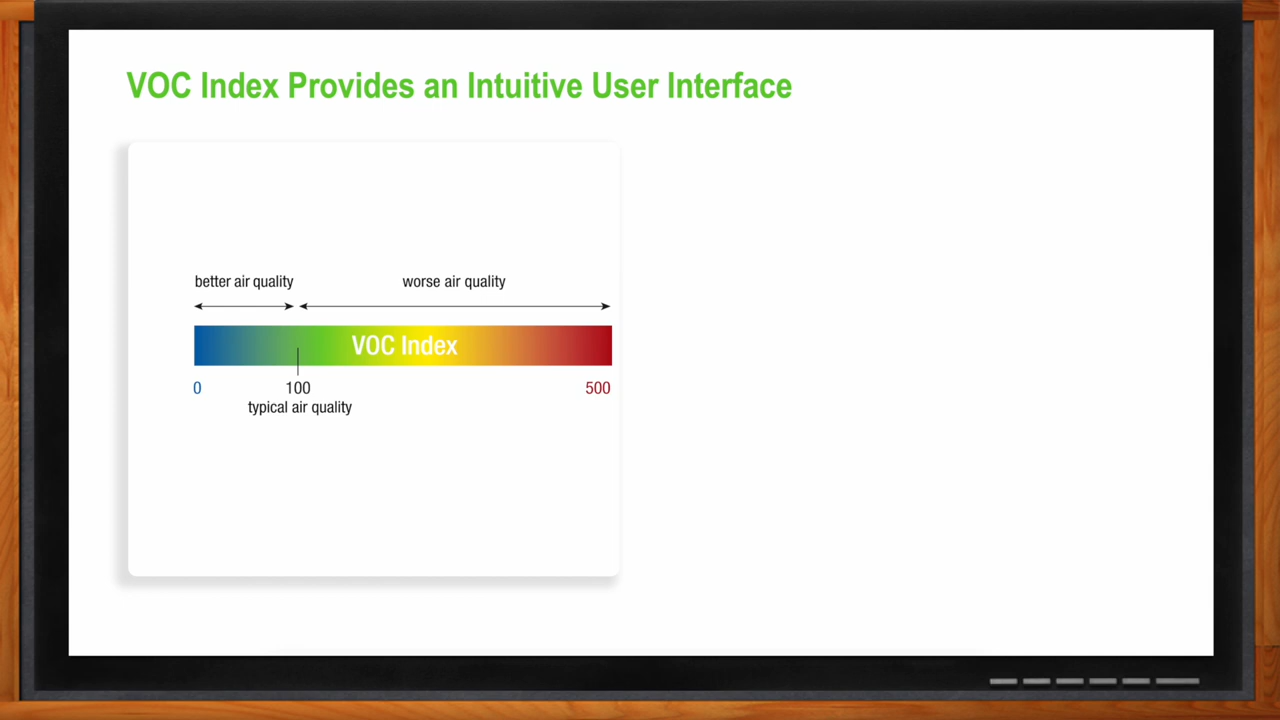 VOC Index Provides an Intuitive User Interface
better air quality
worse air quality
VOC Index
0
100
500
typical air quality